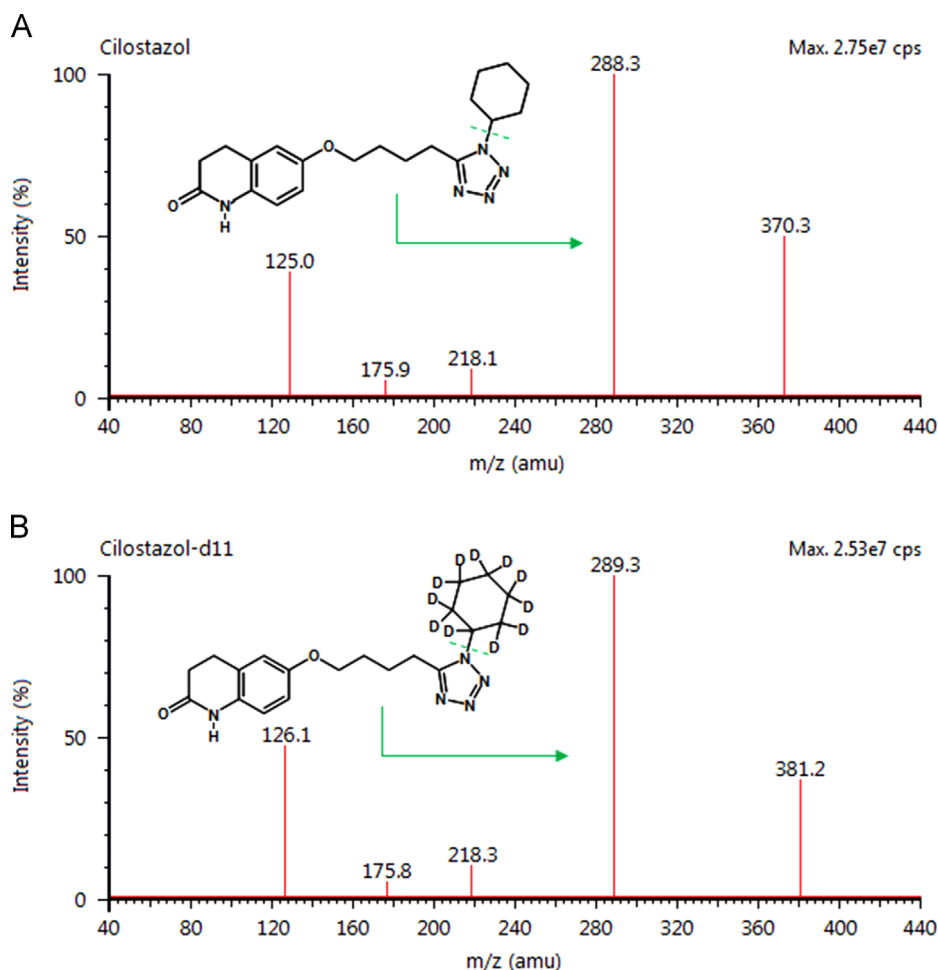 A
Cilostazol
Max. 2.75e7 cps
288.3
100
370.3
50
125.0
218.1
175.9
0
Intensity (%)
O
N
H
O
N
N
N
N
40 80 120 160 200 240 280 320 360 400 440
m/z (amu)
B
Cilostazol-d11
Max. 2.53e7 cps
289.3
100
D D D
D D
D D
D D D
D
O
N
H
O
N
N
N
N
50
126.1
381.2
218.3
175.8
0
Intensity (%)
40 80 120 160 200 240 280 320 360 400 440
m/z (amu)